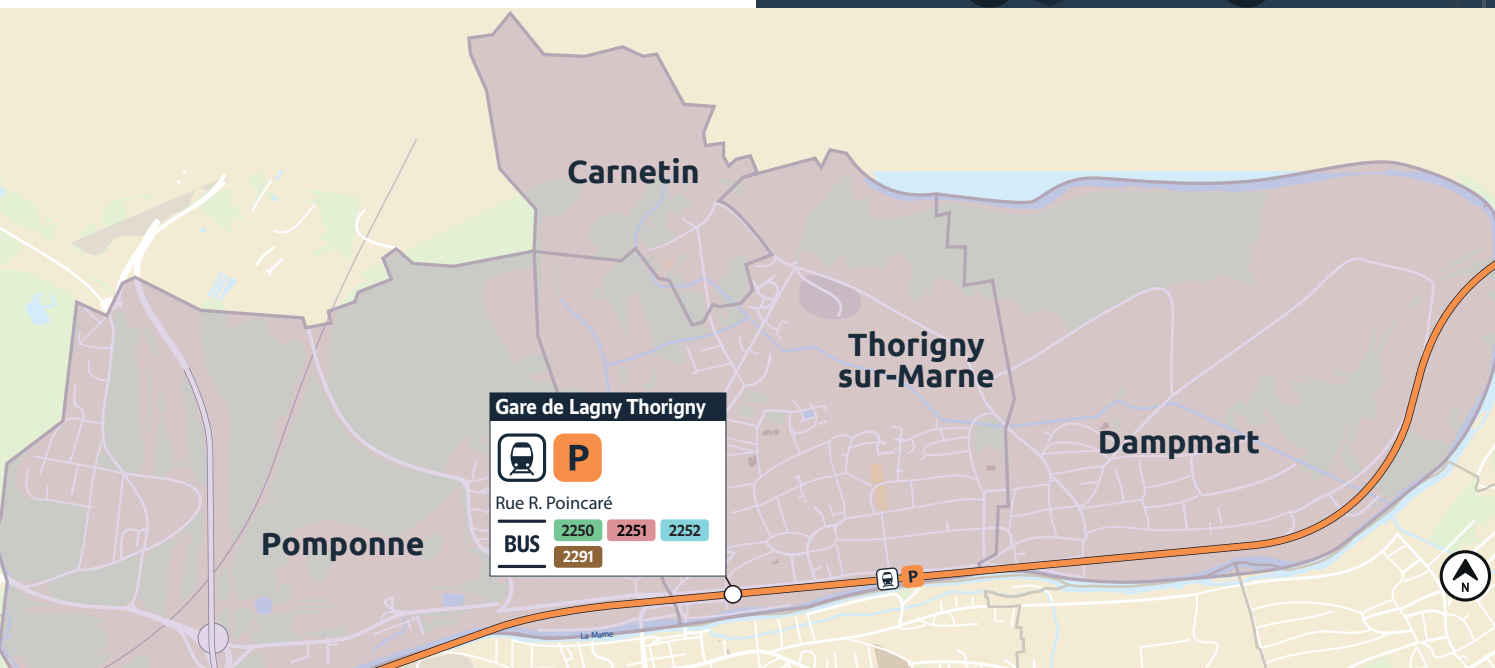 Carnetin
Thorigny
sur-Marne
Gare de Lagny Thorigny
P
Rue R. Poincaré
BUS
2250 2251 2252
2291
Dampmart
Pomponne
P
La Marne
N